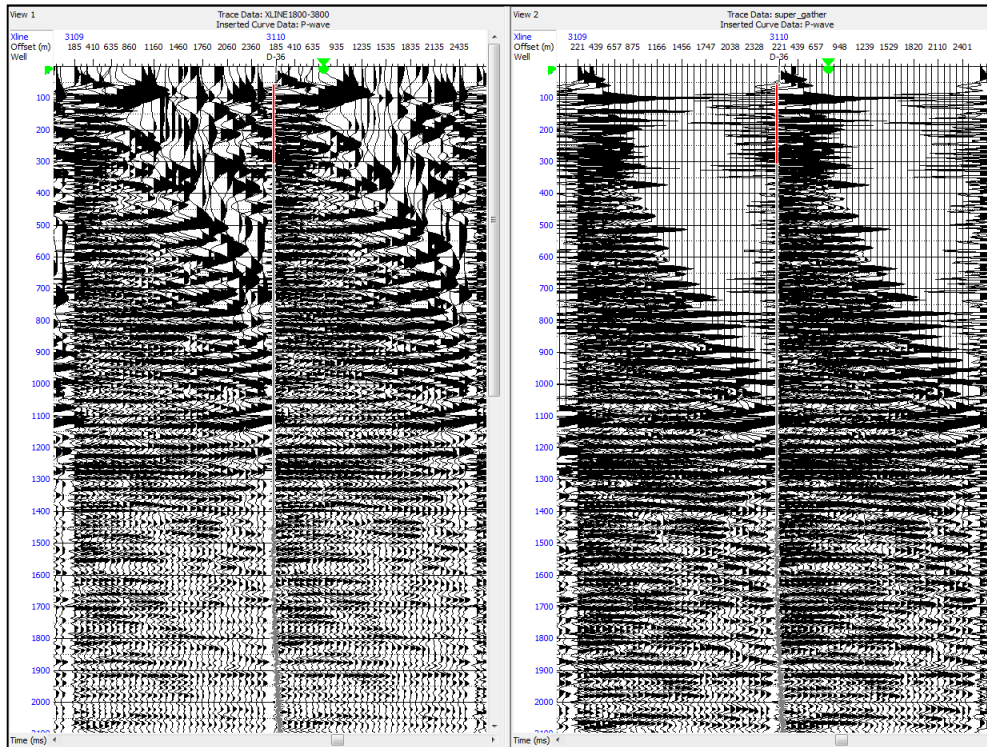 View 1
Trace Data: XLINE1800-3800
Inserted Curve Data: P-wave
Xline 3109 3110
Offset (m) 185 410 635 860 1160 1460 1760 2060 2360 185 410 635 935 1235 1535 1835 2135 2435
Well D-36
100
200
300
400
500
600
700
800
900
1000
1100
1200
1300
1400
1500
1600
1700
1800
1900
2000
Time (ms)
View 2
Trace Data: super_gather
Inserted Curve Data: P-wave
Xline 3109 3110
Offset (m) 221 439 657 875 1166 1456 1747 2038 2328 221 439 657 948 1239 1529 1820 2110 2401
Well D-36
100
200
300
400
500
600
700
800
900
1000
1100
1200
1300
1400
1500
1600
1700
1800
1900
2000
Time (ms)